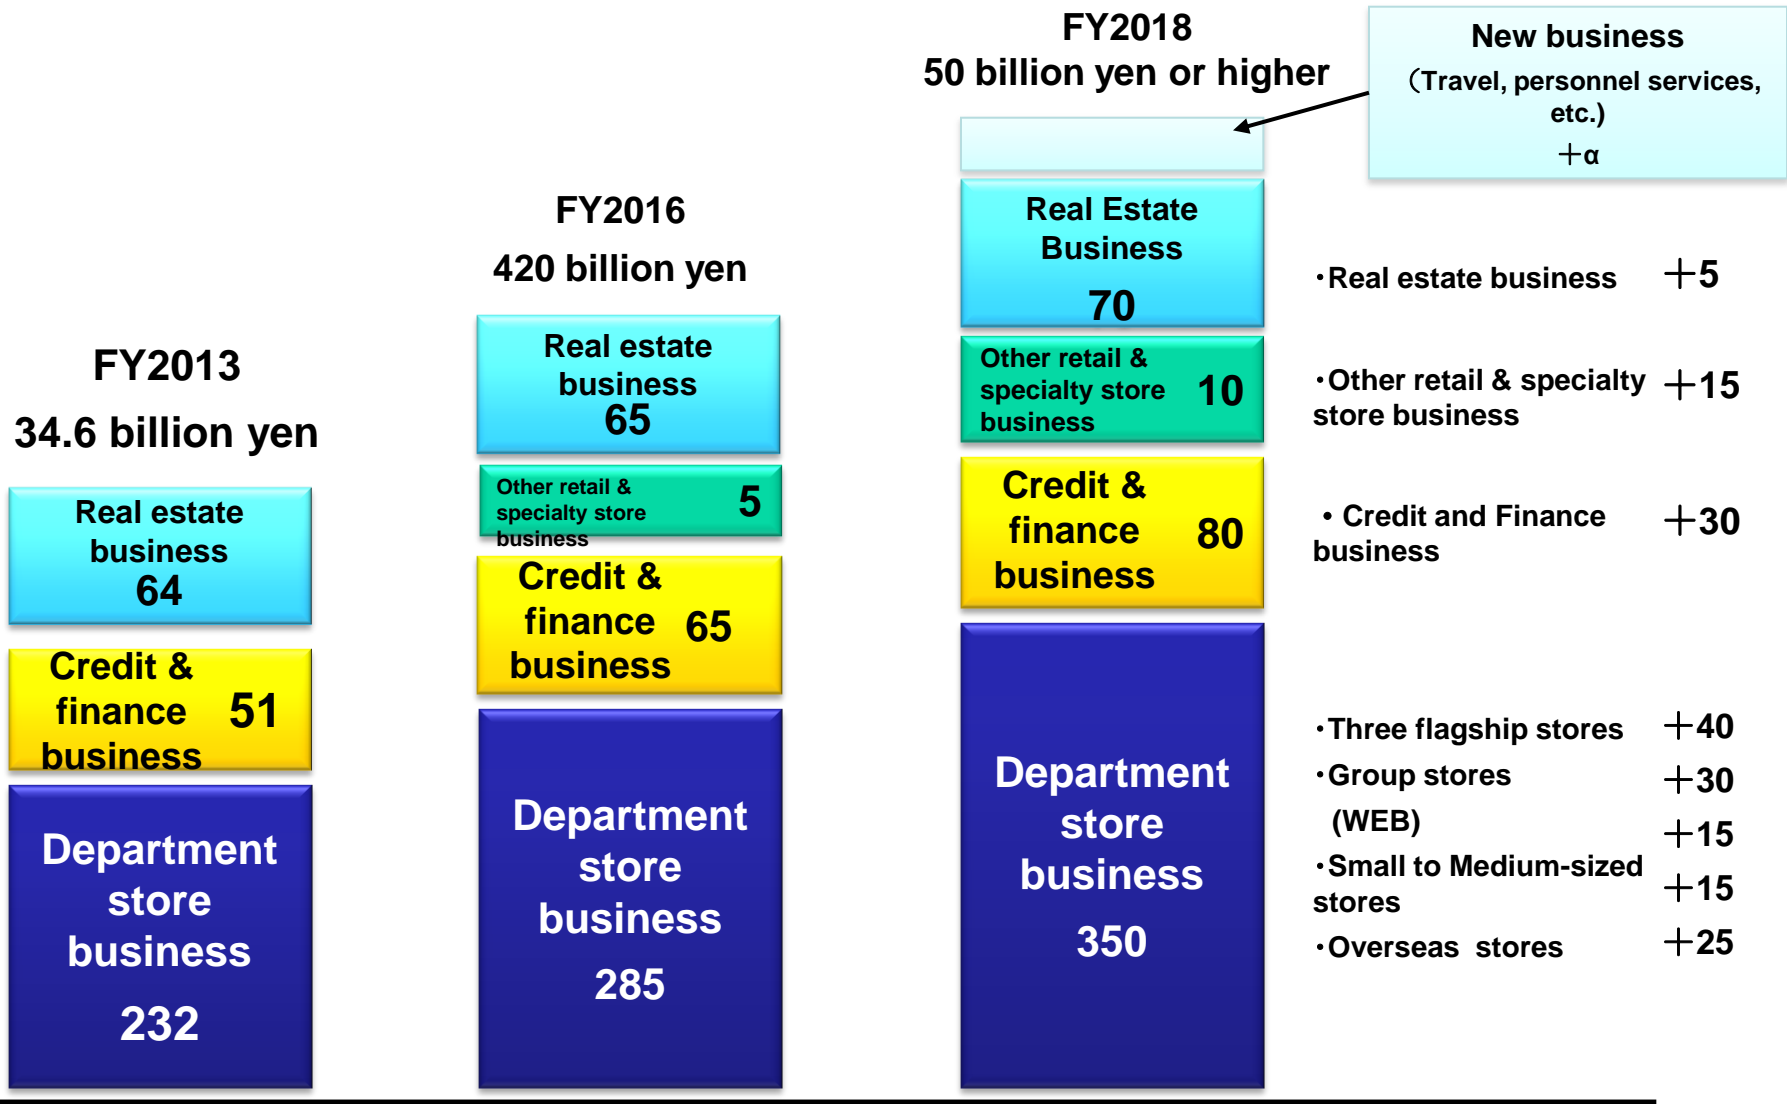 FY2013
34.6 billion yen
Real estate
business
64
Credit &
finance
business
51
Department
store
business
232
FY2016
420 billion yen
Real estate
business
65
Other retail &
specialty store
business
5
Credit &
finance
business
65
Department
store
business
285
FY2018
50 billion yen or higher
Real Estate
Business
70
Other retail &
specialty store
business
10
Credit &
finance
business
80
Department
store
business
350
New business
（Travel, personnel services,
etc.)
＋α
・Real estate business ＋5
・Other retail & specialty
store business ＋15
• Credit and Finance
business ＋30
・Three flagship stores ＋40
・Group stores ＋30
(WEB) ＋15
・Small to Medium-sized
stores ＋15
・Overseas stores ＋25